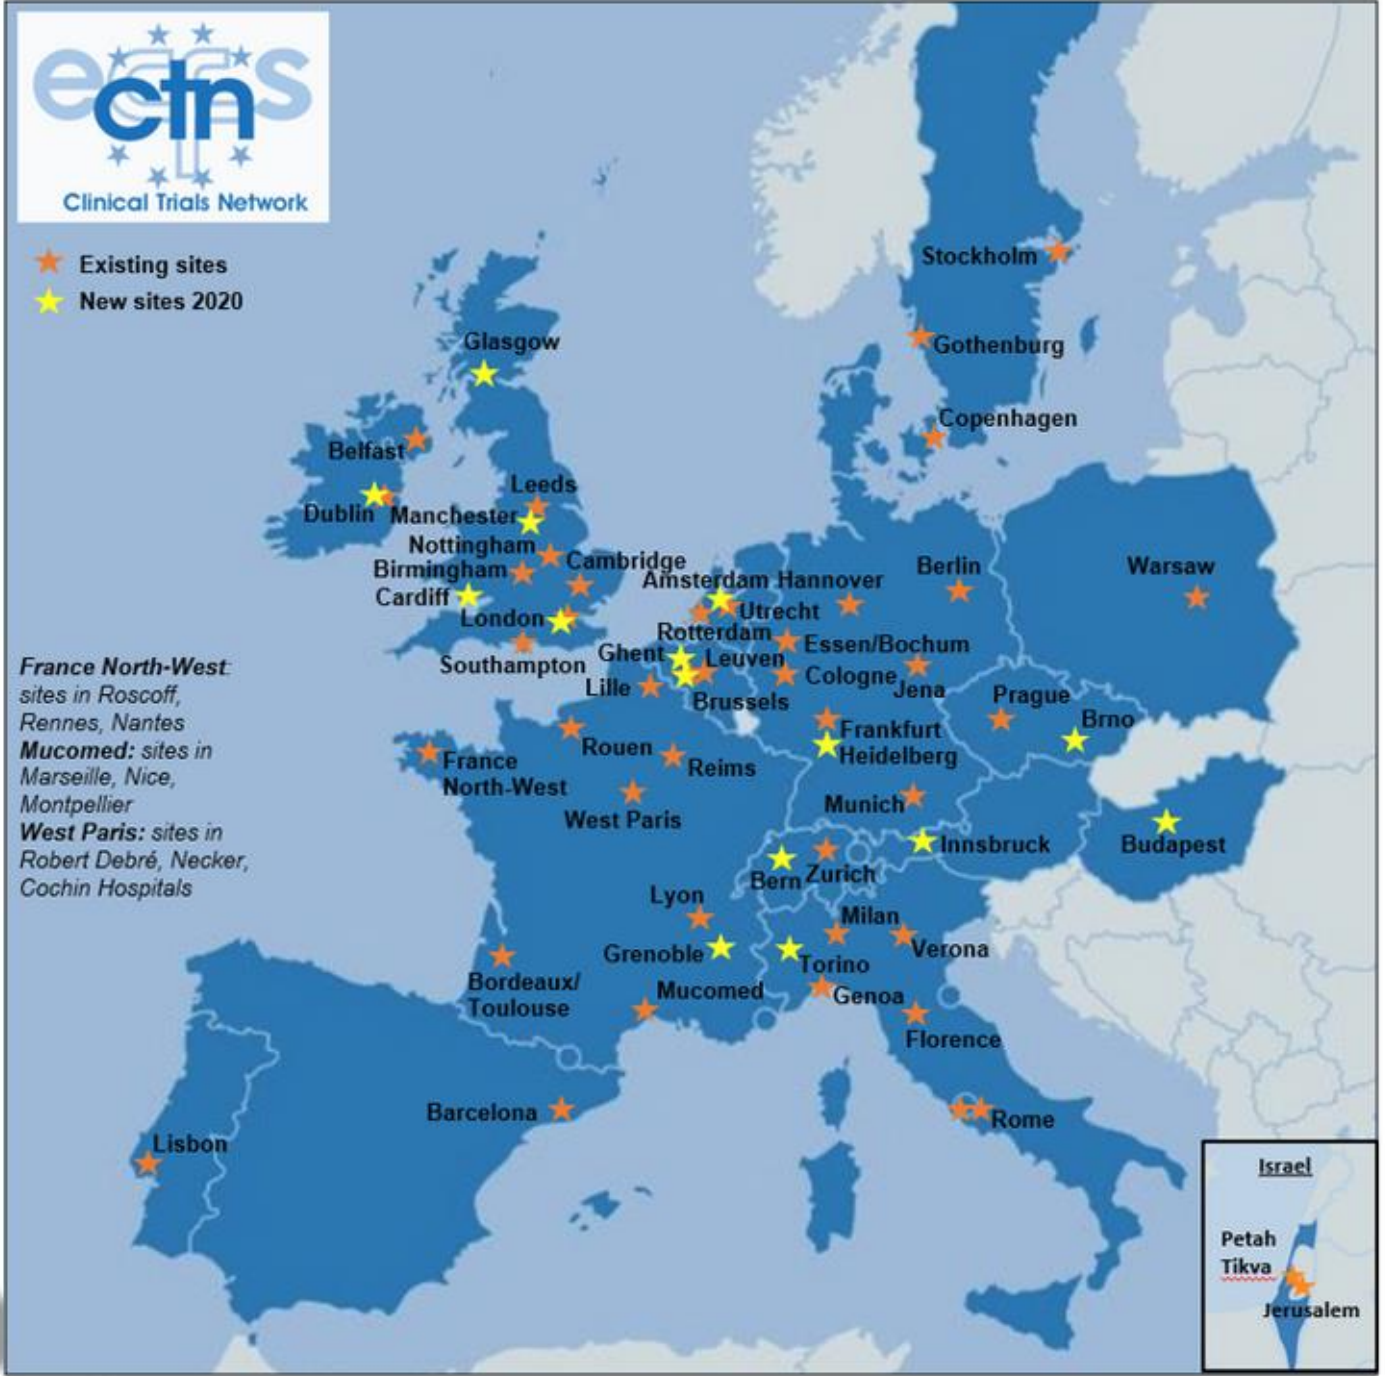 ecfs
ctn
Clinical Trials Network
Existing sites
New sites 2020
Stockholm
Glasgow
Gothenburg
Copenhagen
Belfast
Leeds
Dublin
Manchester
Nottingham
Cambridge
Birmingham
Amsterdam
Hannover
Berlin
Warsaw
Cardiff
Utrecht
London
Rotterdam
Essen/Bochum
Southampton
Ghent
Leuven
Cologne
Jena
Lille
Brussels
Prague
Brno
Frankfurt
Heidelberg
Rouen
Reims
France
North-West
Munich
West Paris
Innsbruck
Budapest
Bern
Zurich
Lyon
Milan
Verona
Grenoble
Torino
Bordeaux/
Toulouse
Mucomed
Genoa
Florence
Barcelona
Rome
Lisbon
France North-West:
sites in Roscoff,
Rennes, Nantes
Mucomed: sites in
Marseille, Nice,
Montpellier
West Paris: sites in
Robert Debré, Necker,
Cochin Hospitals
Israel
Petah
Tikva
Jerusalem